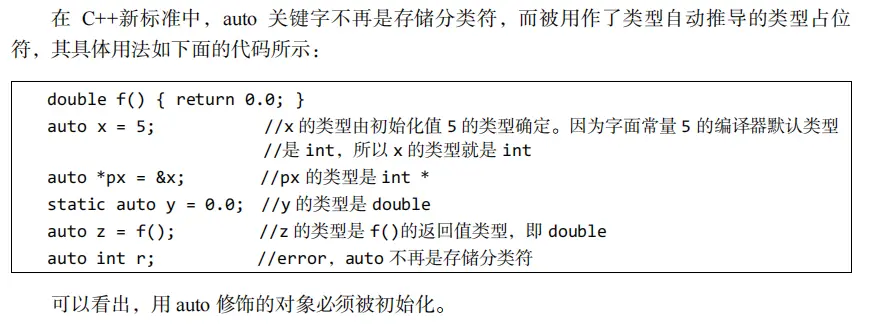 在 C++新标准中，auto 关键字不再是存储分类符，而被用作了类型自动推导的类型占位
符，其具体用法如下面的代码所示：
double f() { return 0.0; }
auto x = 5; //x 的类型由初始化值 5 的类型确定。因为字面常量 5 的编译器默认类型
//是 int，所以 x 的类型就是 int
auto *px = &x; //px 的类型是 int *
static auto y = 0.0; //y 的类型是 double
auto z = f(); //z 的类型是 f()的返回值类型，即 double
auto int r; //error，auto 不再是存储分类符
可以看出，用 auto 修饰的对象必须被初始化。